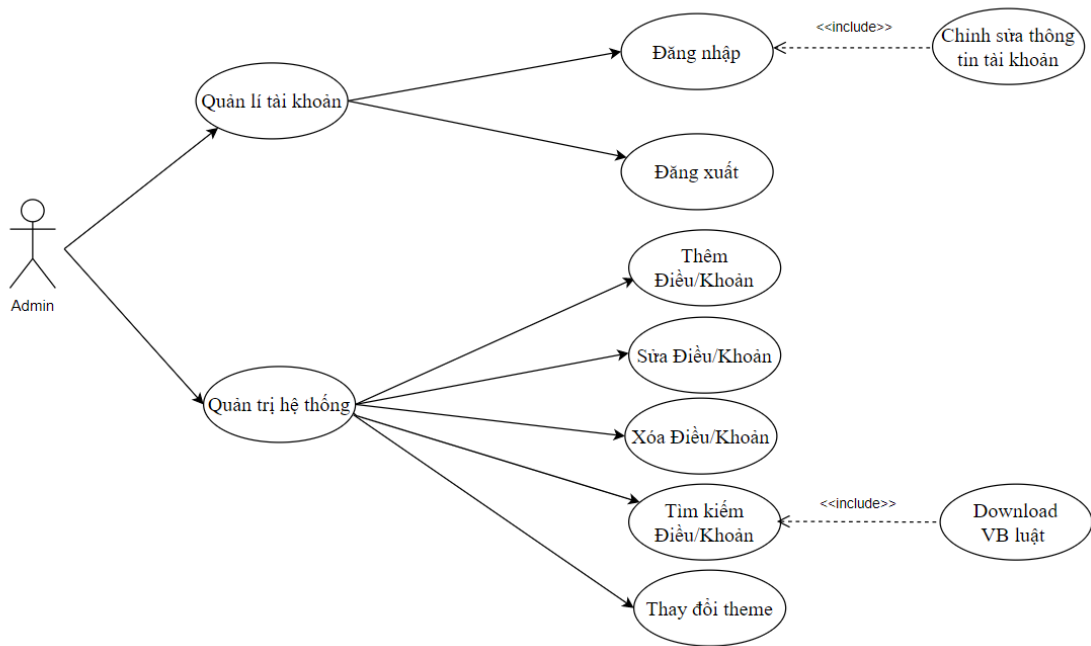 <<include>>
Chỉnh sửa thông
tin tài khoản
Đăng nhập
Quản lí tài khoản
Đăng xuất
Thêm
Điều/Khoản
Admin
Sửa Điều/Khoản
Quản trị hệ thống
Xóa Điều/Khoản
Tìm kiếm
Điều/Khoản
<<include>>
Download
VB luật
Thay đổi theme